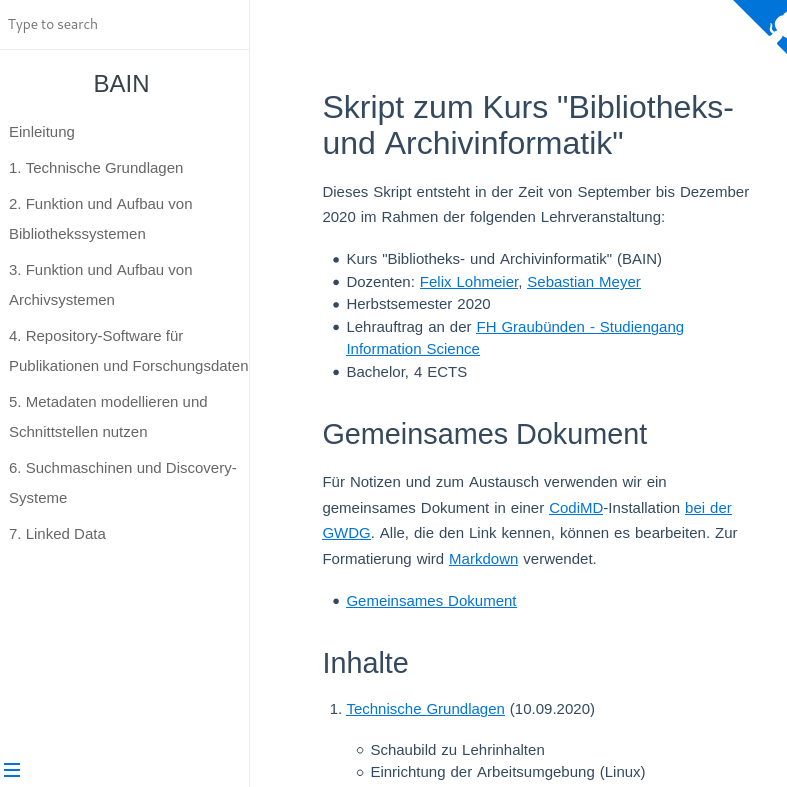 Type to search
BAIN
Einleitung
1. Technische Grundlagen
2. Funktion und Aufbau von
Bibliothekssystemen
3. Funktion und Aufbau von
Archivsystemen
4. Repository-Software für
Publikationen und Forschungsdaten
5. Metadaten modellieren und
Schnittstellen nutzen
6. Suchmaschinen und Discovery-
Systeme
7. Linked Data
Skript zum Kurs "Bibliotheks-
und Archivinformatik"
Dieses Skript entsteht in der Zeit von September bis Dezember
2020 im Rahmen der folgenden Lehrveranstaltung:
● Kurs "Bibliotheks- und Archivinformatik" (BAIN)
● Dozenten: Felix Lohmeier, Sebastian Meyer
● Herbstsemester 2020
● Lehrauftrag an der FH Graubünden - Studiengang
Information Science
● Bachelor, 4 ECTS
Gemeinsames Dokument
Für Notizen und zum Austausch verwenden wir ein
gemeinsames Dokument in einer CodiMD-Installation bei der
GWDG. Alle, die den Link kennen, können es bearbeiten. Zur
Formatierung wird Markdown verwendet.
● Gemeinsames Dokument
Inhalte
1. Technische Grundlagen (10.09.2020)
○ Schaubild zu Lehrinhalten
○ Einrichtung der Arbeitsumgebung (Linux)